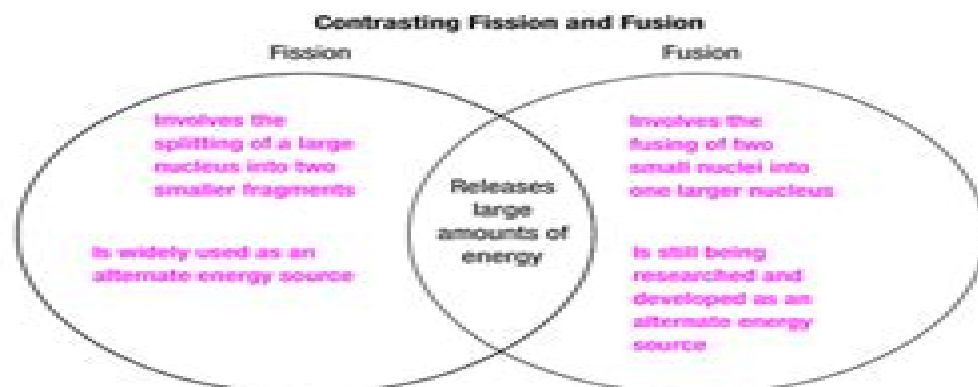 Contrasting Fission and Fusion
Fission
Fusion
Involves the
splitting of a large
nucleus into two
smaller fragments
Is widely used as an
alternate energy source
Releases
large
amounts of
energy
Involves the
fusing of two
small nuclei into
one larger nucleus
Is still being
researched and
developed as an
alternate energy
source